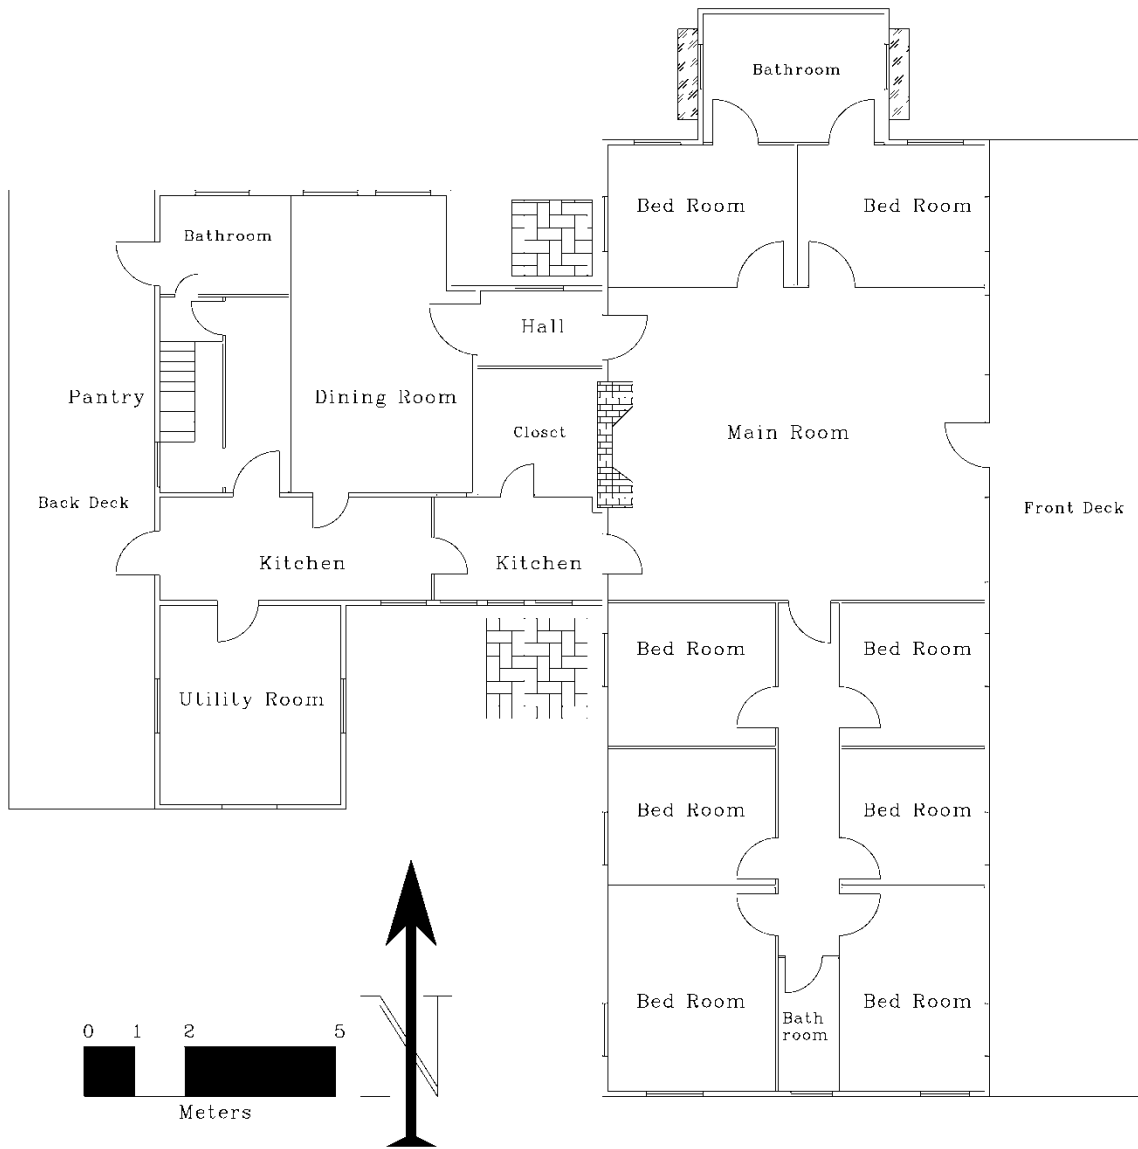 Bathroom
Bed Room
Bed Room
Bathroom
Hall
Pantry
Dining Room
Closet
Main Room
Back Deck
Front Deck
Kitchen
Kitchen
Bed Room
Bed Room
Utility Room
Bed Room
Bed Room
Bed Room
Bed Room
Bath
room
0 1 2 5
Meters
N